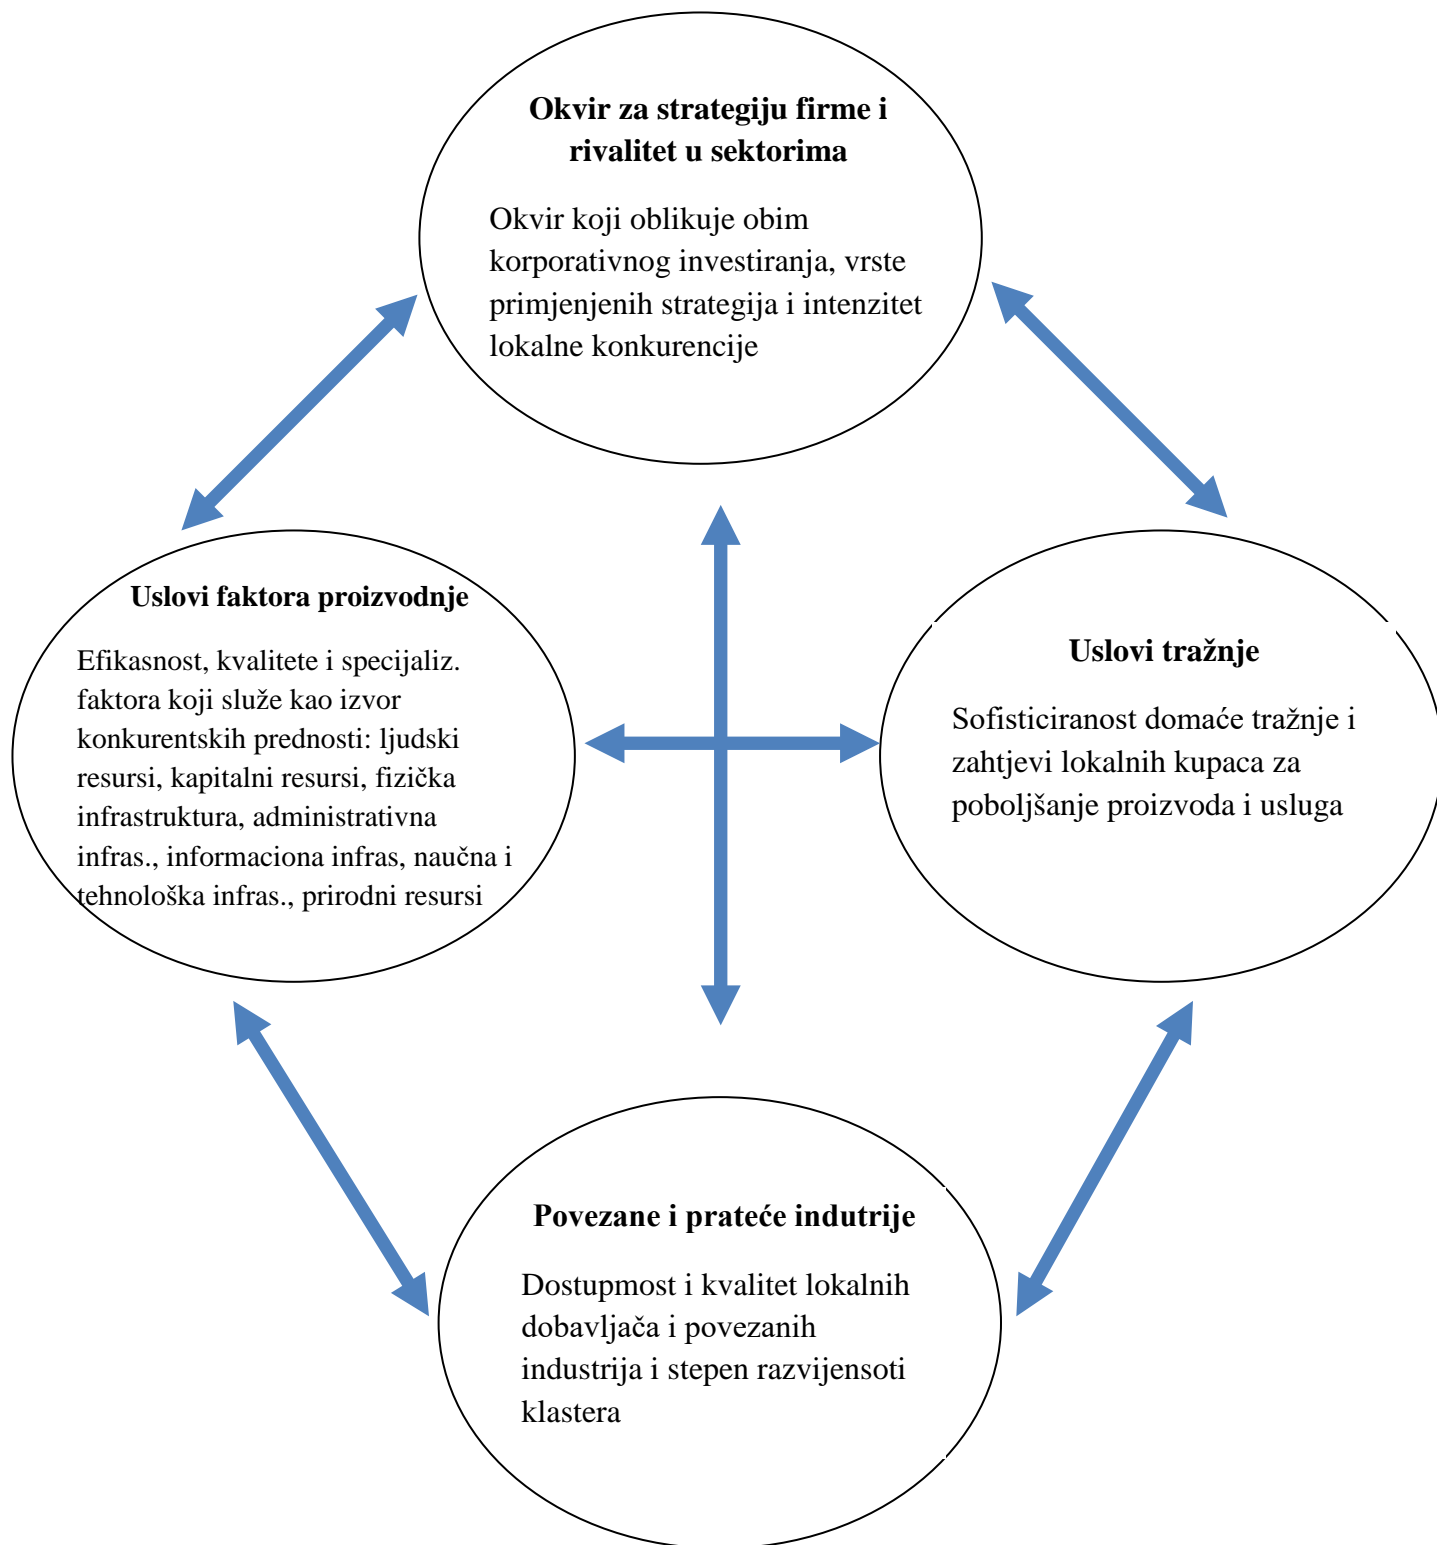 Okvir za strategiju firme i
rivalitet u sektorima
Okvir koji oblikuje obim
korporativnog investiranja, vrste
primjenjenih strategija i intenzitet
lokalne konkurencije
Uslovi faktora proizvodnje
Efikasnost, kvalitete i specijaliz.
faktora koji služe kao izvor
konkurentskih prednosti: ljudski
resursi, kapitalni resursi, fizička
infrastruktura, administrativna
infras., informaciona infras, naučna i
tehnološka infras., prirodni resursi
Uslovi tražnje
Sofisticiranost domaće tražnje i
zahtjevi lokalnih kupaca za
poboljšanje proizvoda i usluga
Povezane i prateće indutrije
Dostupmost i kvalitet lokalnih
dobavljača i povezanih
industrija i stepen razvijensoti
klastera